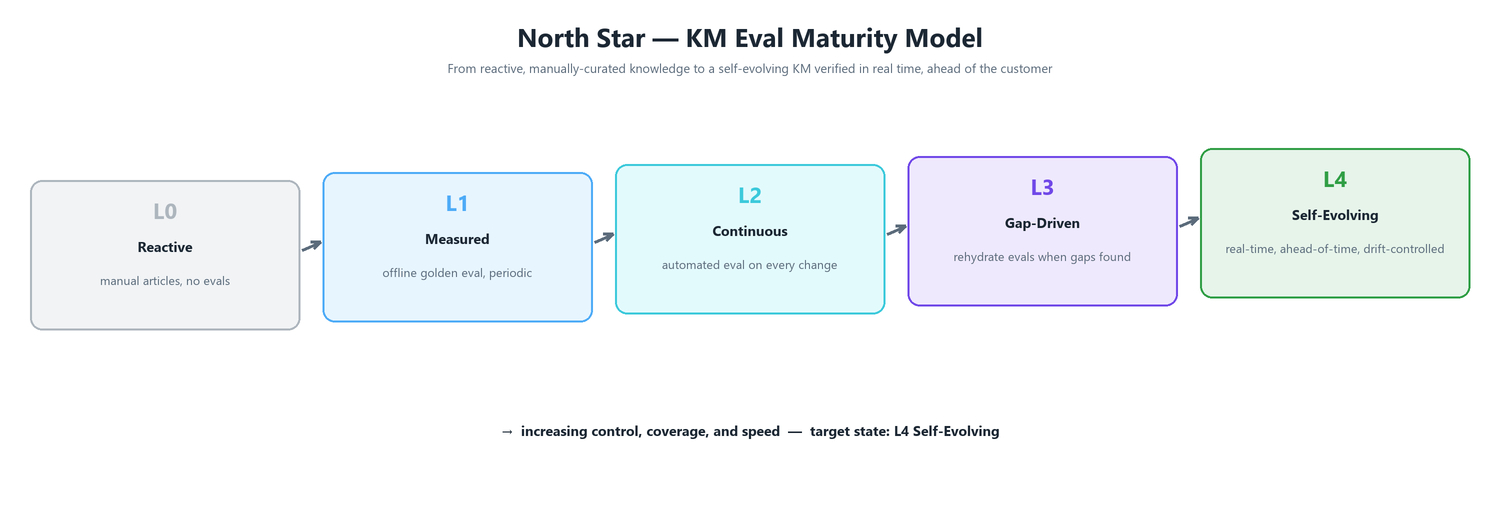 North Star — KM Eval Maturity Model
From reactive, manually-curated knowledge to a self-evolving KM verified in real time, ahead of the customer
L0
Reactive
manual articles, no evals
L1
Measured
offline golden eval, periodic
L2
Continuous
automated eval on every change
L3
Gap-Driven
rehydrate evals when gaps found
L4
Self-Evolving
real-time, ahead-of-time, drift-controlled
→ increasing control, coverage, and speed — target state: L4 Self-Evolving